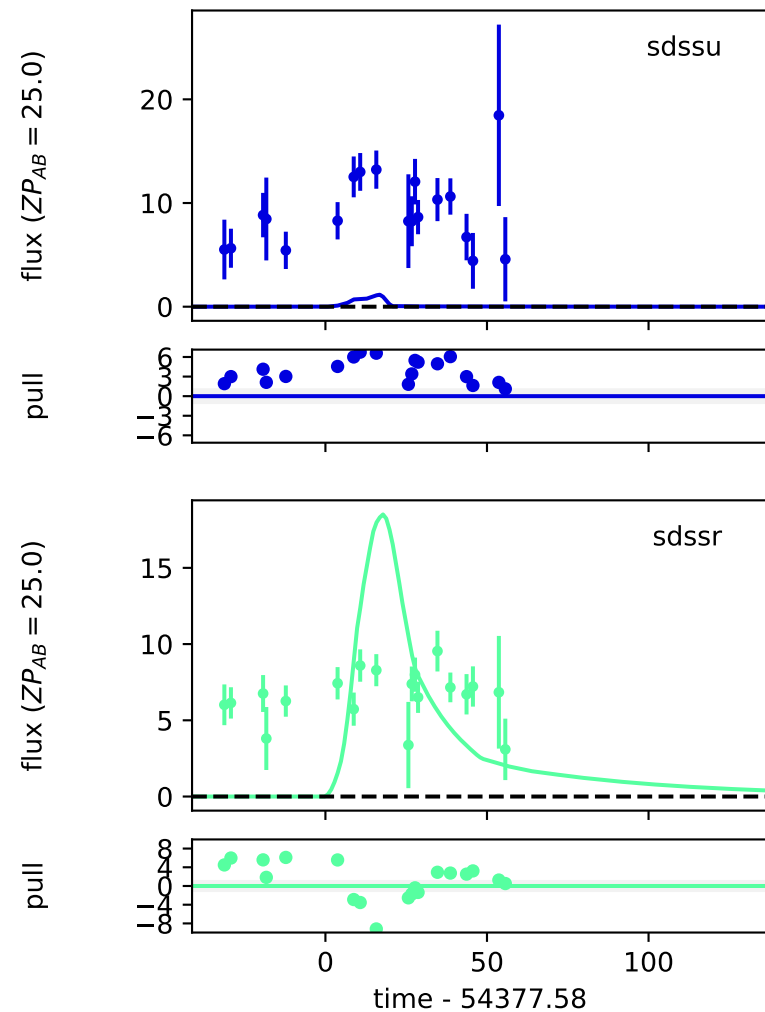 flux (ZP_AB = 25.0)
20
10
0
sdssu
pull
6
3
0
−3
−6
flux (ZP_AB = 25.0)
15
10
5
0
sdssr
pull
8
4
0
−4
−8
0 50 100
time - 54377.58